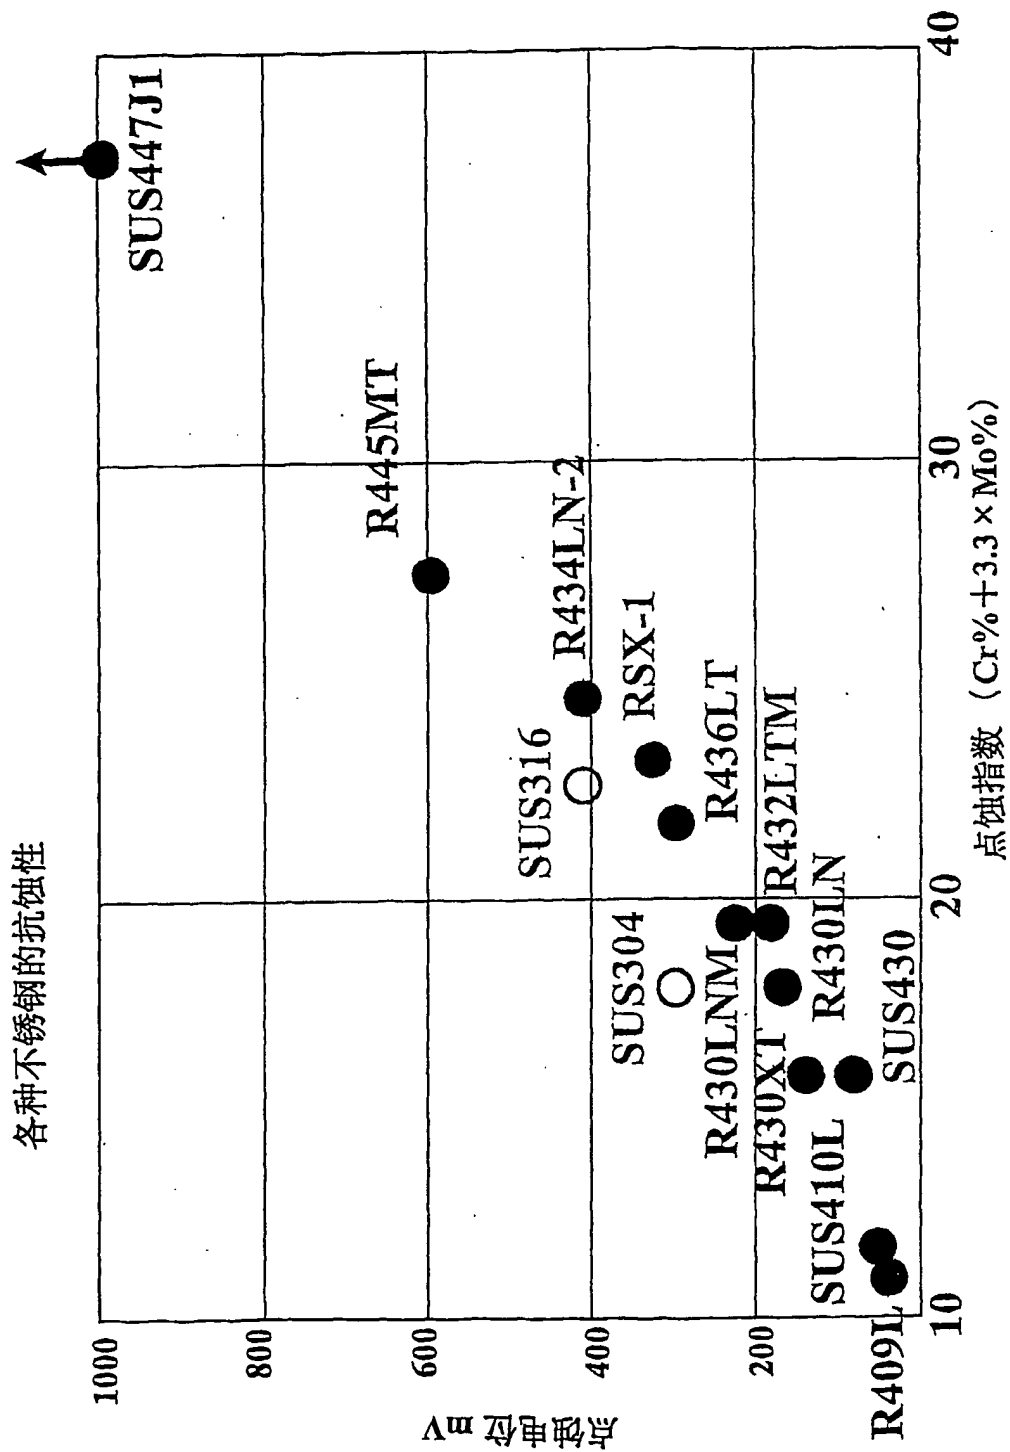 各种不锈钢的抗蚀性
点蚀电位 mV
1000
800
600
400
200
10
20
30
40
点蚀指数（Cr%＋3.3×Mo%）
SUS447J1
R445MT
R434LN-2
SUS316
RSX-1
R436LT
SUS304
R432LTM
R430LNM
R430LN
R430XT
SUS430
SUS410L
R409L